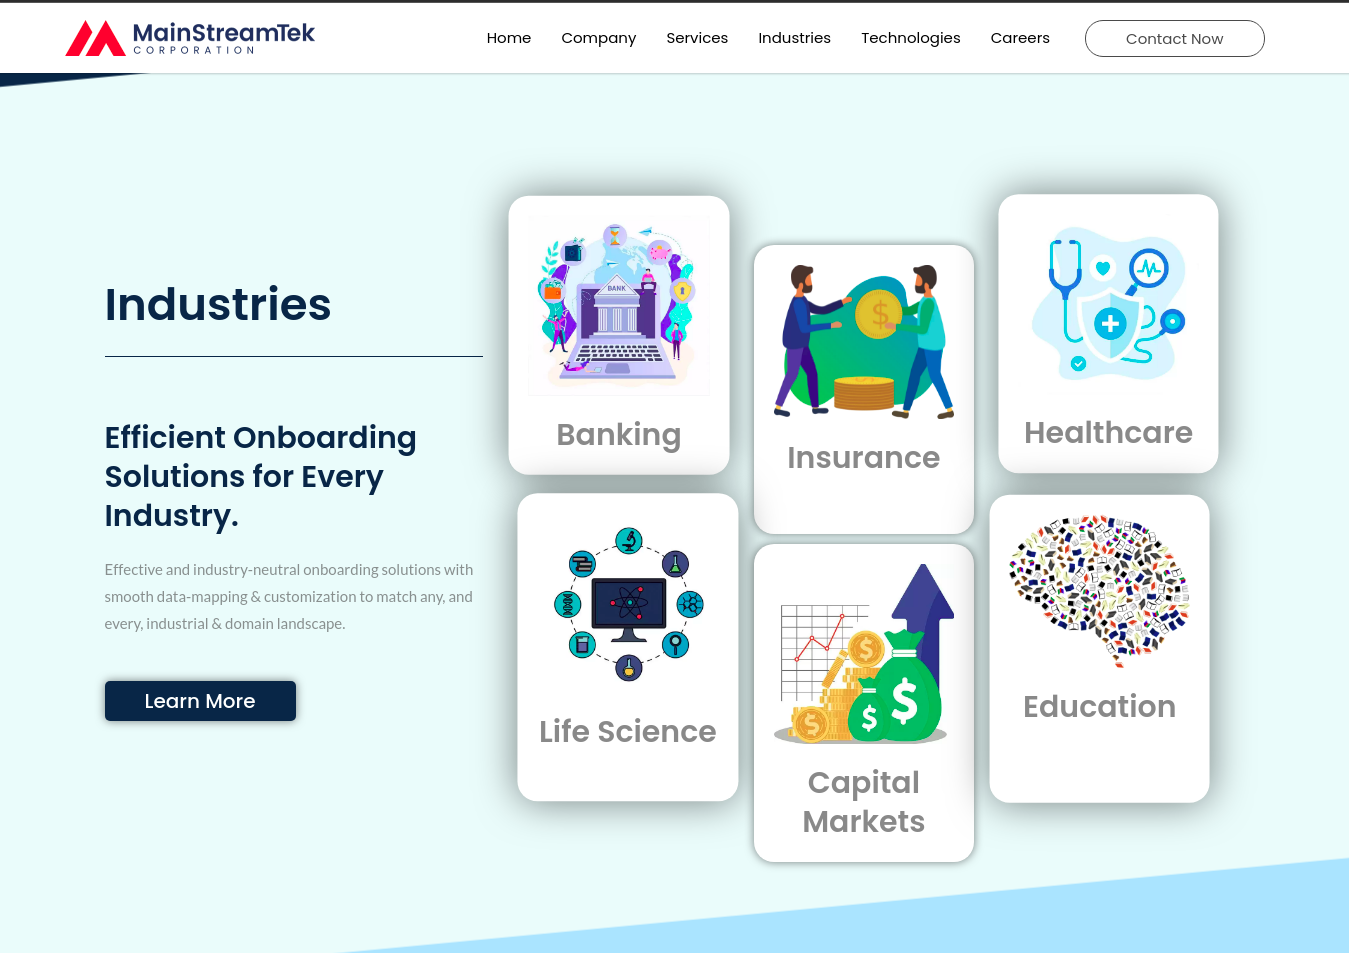 MainStreamTek
CORPORATION
Home
Company
Services
Industries
Technologies
Careers
Contact Now
Industries
Efficient Onboarding
Solutions for Every
Industry.
Effective and industry-neutral onboarding solutions with
smooth data-mapping & customization to match any, and
every, industrial & domain landscape.
Learn More
BANK
Banking
$
Insurance
Healthcare
Life Science
$
$
$
$
$
Capital
Markets
Education